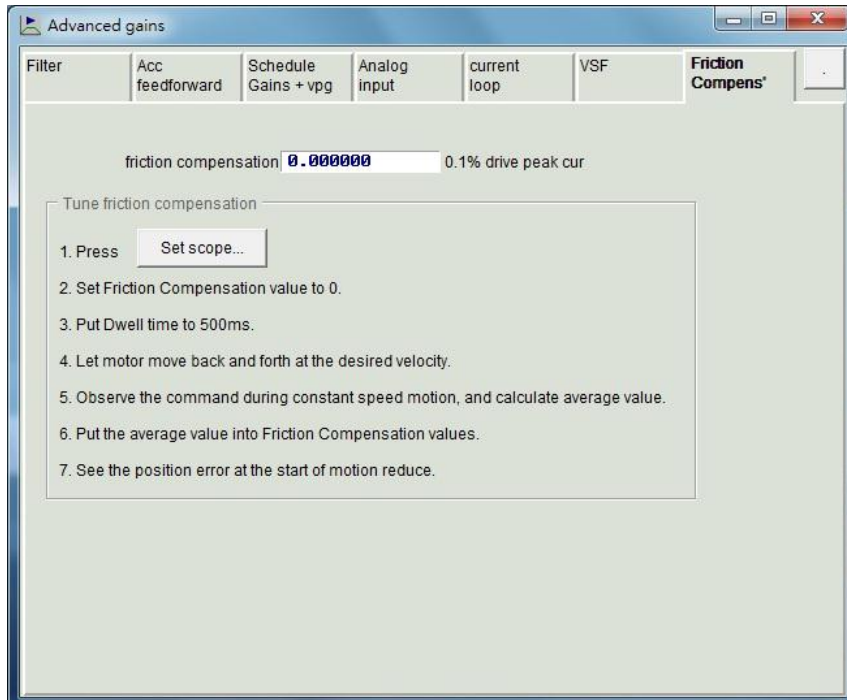 Advanced gains
Filter
Acc
feedforward
Schedule
Gains + vpg
Analog
input
current
loop
VSF
Friction
Compens'
.
friction compensation 0.000000 0.1% drive peak cur
Tune friction compensation
1. Press Set scope...
2. Set Friction Compensation value to 0.
3. Put Dwell time to 500ms.
4. Let motor move back and forth at the desired velocity.
5. Observe the command during constant speed motion, and calculate average value.
6. Put the average value into Friction Compensation values.
7. See the position error at the start of motion reduce.